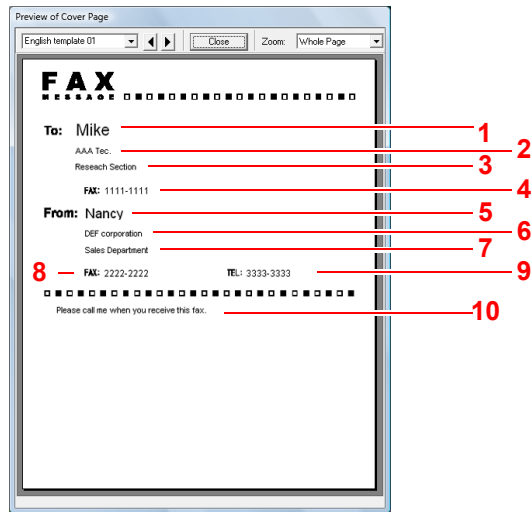 Preview of Cover Page
English template 01 Close Zoom: Whole Page
FAX
MESSAGE
To: Mike 1
AAA Tec. 2
Reseach Section 3
FAX: 1111-1111 4
From: Nancy 5
DEF corporation 6
Sales Department 7
8 FAX: 2222-2222 TEL: 3333-3333 9
Please call me when you receive this fax. 10